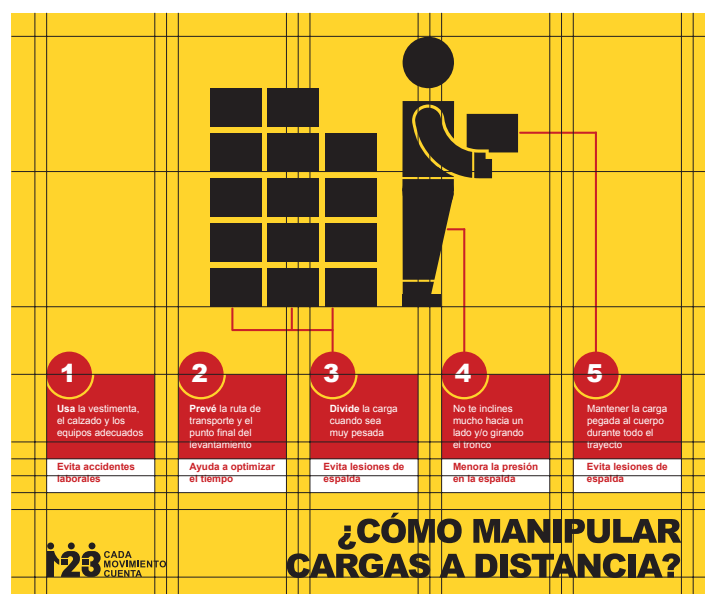 1
Usa la vestimenta,
el calzado y los
equipos adecuados
Evita accidentes
laborales
2
Prevé la ruta de
transporte y el
punto final del
levantamiento
Ayuda a optimizar
el tiempo
3
Divide la carga
cuando sea
muy pesada
Evita lesiones de
espalda
4
No te inclines
mucho hacia un
lado y/o girando
el tronco
Menora la presión
en la espalda
5
Mantener la carga
pegada al cuerpo
durante todo el
trayecto
Evita lesiones de
espalda
123
CADA
MOVIMIENTO
CUENTA
¿CÓMO MANIPULAR
CARGAS A DISTANCIA?